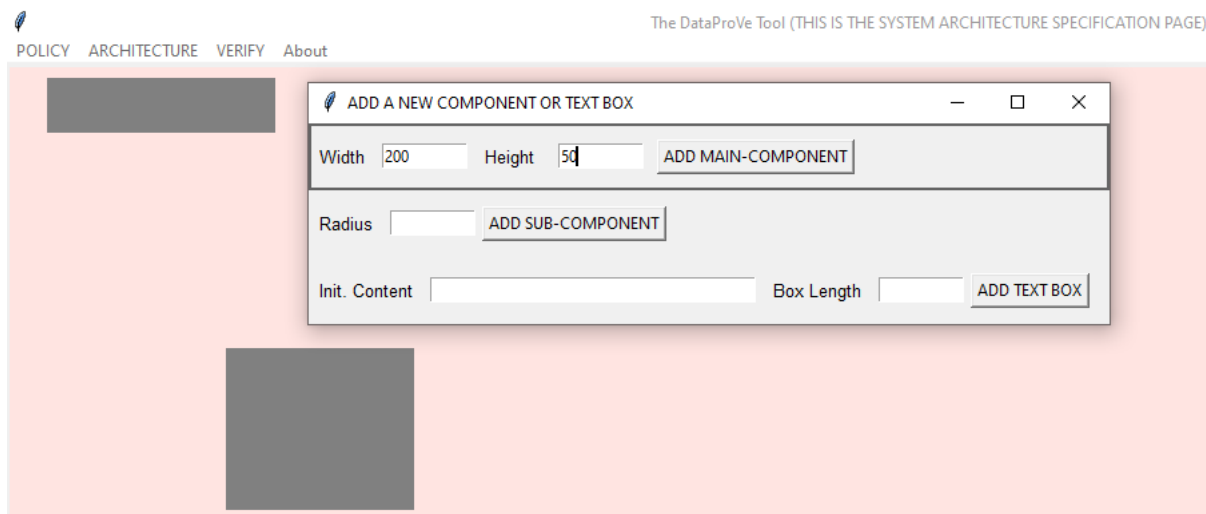 The DataProVe Tool (THIS IS THE SYSTEM ARCHITECTURE SPECIFICATION PAGE)
POLICY ARCHITECTURE VERIFY About
ADD A NEW COMPONENT OR TEXT BOX
Width 200 Height 50 ADD MAIN-COMPONENT
Radius ADD SUB-COMPONENT
Init. Content Box Length ADD TEXT BOX